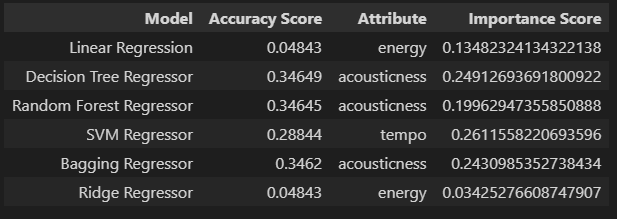 Model Accuracy Score Attribute Importance Score
Linear Regression 0.04843 energy 0.13482324134322138
Decision Tree Regressor 0.34649 acousticness 0.24912693691800922
Random Forest Regressor 0.34645 acousticness 0.19962947355850888
SVM Regressor 0.28844 tempo 0.2611558220693596
Bagging Regressor 0.3462 acousticness 0.2430985352738434
Ridge Regressor 0.04843 energy 0.03425276608747907